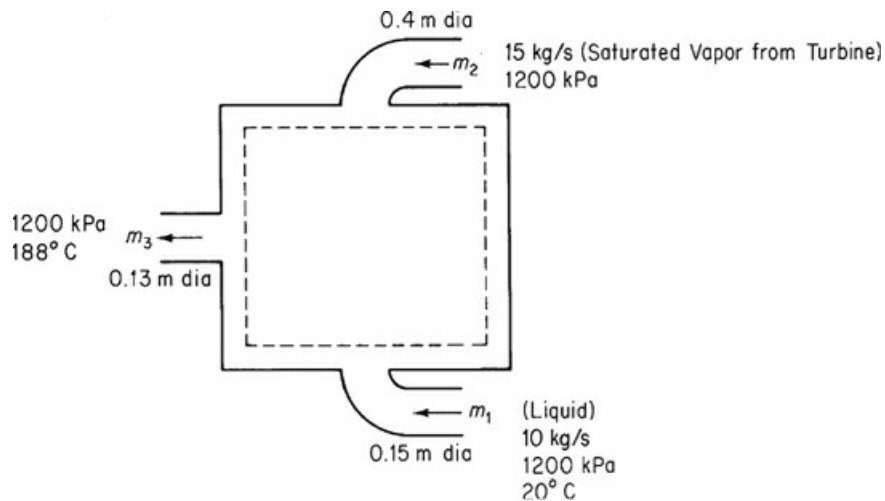 0.4 m dia
m2
15 kg/s (Saturated Vapor from Turbine)
1200 kPa
1200 kPa
188° C
m3
0.13 m dia
m1
0.15 m dia
(Liquid)
10 kg/s
1200 kPa
20° C